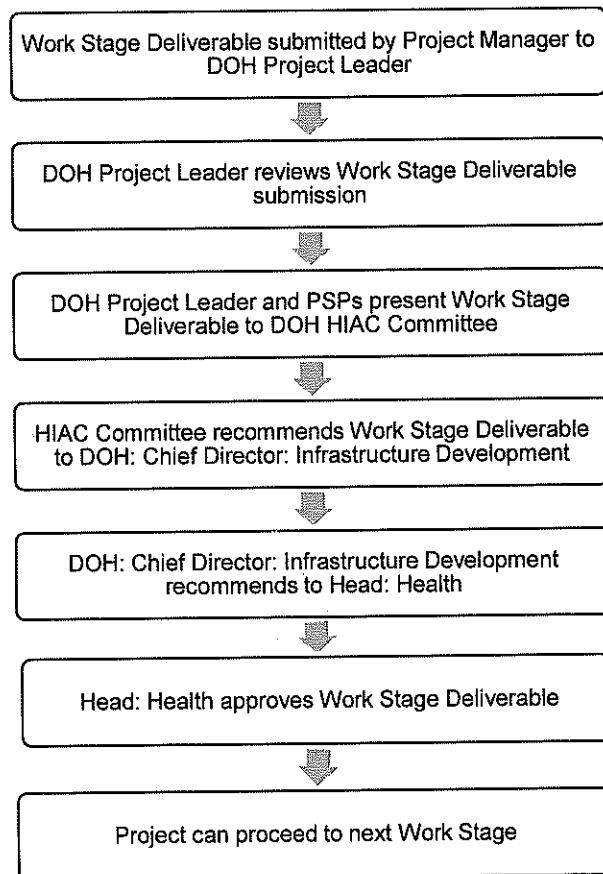 Work Stage Deliverable submitted by Project Manager to
DOH Project Leader
DOH Project Leader reviews Work Stage Deliverable
submission
DOH Project Leader and PSPs present Work Stage
Deliverable to DOH HIAC Committee
HIAC Committee recommends Work Stage Deliverable
to DOH: Chief Director: Infrastructure Development
DOH: Chief Director: Infrastructure Development
recommends to Head: Health
Head: Health approves Work Stage Deliverable
Project can proceed to next Work Stage